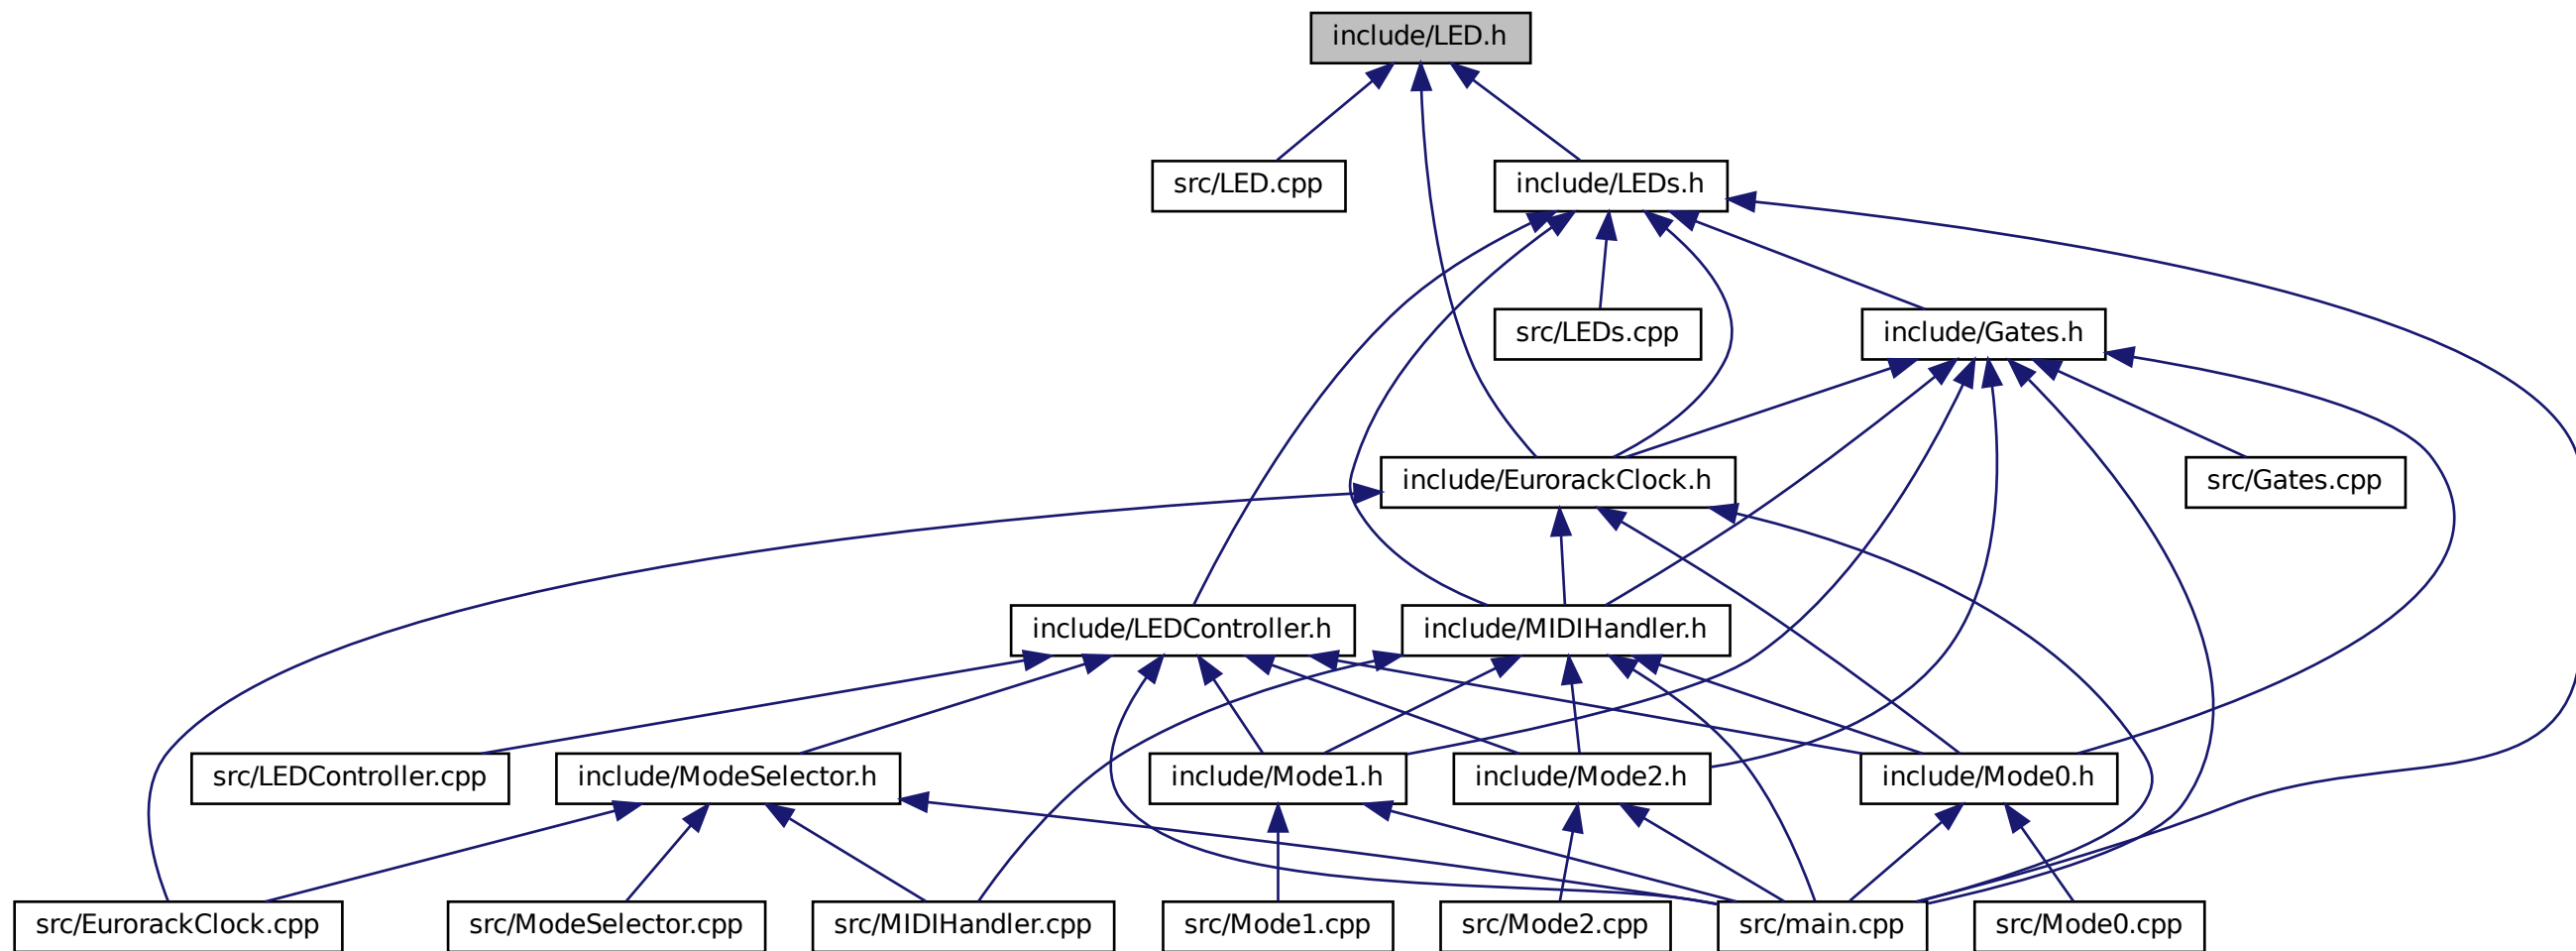 include/LED.h
src/LED.cpp
include/LEDs.h
src/LEDs.cpp
include/Gates.h
include/EurorackClock.h
src/Gates.cpp
include/LEDController.h
include/MIDIHandler.h
src/LEDController.cpp
include/ModeSelector.h
include/Mode1.h
include/Mode2.h
include/Mode0.h
src/EurorackClock.cpp
src/ModeSelector.cpp
src/MIDIHandler.cpp
src/Mode1.cpp
src/Mode2.cpp
src/main.cpp
src/Mode0.cpp